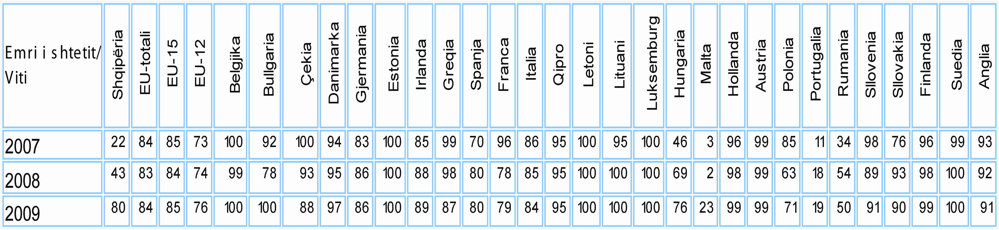 Emri i shtetit/
Viti
Shqipëria EU-totali EU-15 EU-12 Belgjika Bullgaria Çekia Danimarka Gjermania Estonia Irlanda Greqia Spanja Franca Italia Qipro Letoni Lituani Luksemburg Hungaria Malta Hollanda Austria Polonia Portugalia Rumania Sllovenia Sllovakia Finlanda Suedia Anglia
2007 22 84 85 73 100 92 100 94 83 100 85 99 70 96 86 95 100 95 100 46 3 96 99 85 11 34 98 76 96 99 93
2008 43 83 84 74 99 78 93 95 86 100 88 98 80 78 85 95 100 100 100 69 2 98 99 63 18 54 89 93 98 100 92
2009 80 84 85 76 100 100 88 97 86 100 89 87 80 79 84 95 100 100 100 76 23 99 99 71 19 50 91 90 99 100 91